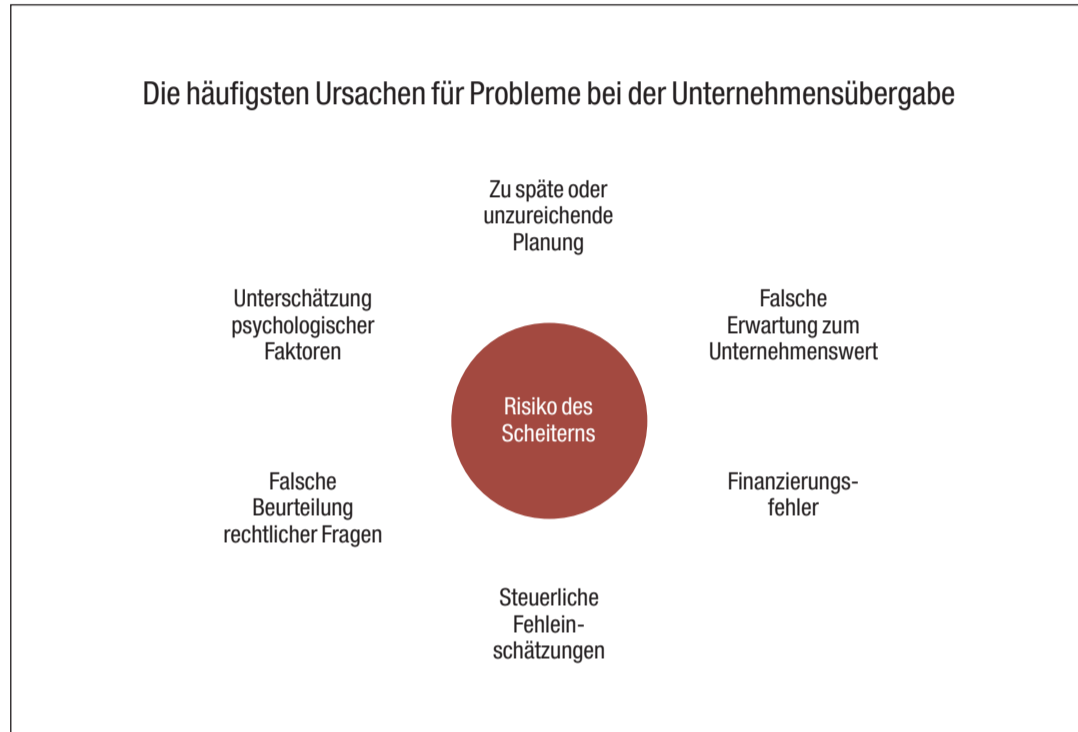 Die häufigsten Ursachen für Probleme bei der Unternehmensübergabe
Zu späte oder
unzureichende
Planung
Unterschätzung
psychologischer
Faktoren
Falsche
Erwartung zum
Unternehmenswert
Risiko des
Scheiterns
Falsche
Beurteilung
rechtlicher Fragen
Finanzierungs-
fehler
Steuerliche
Fehlein-
schätzungen